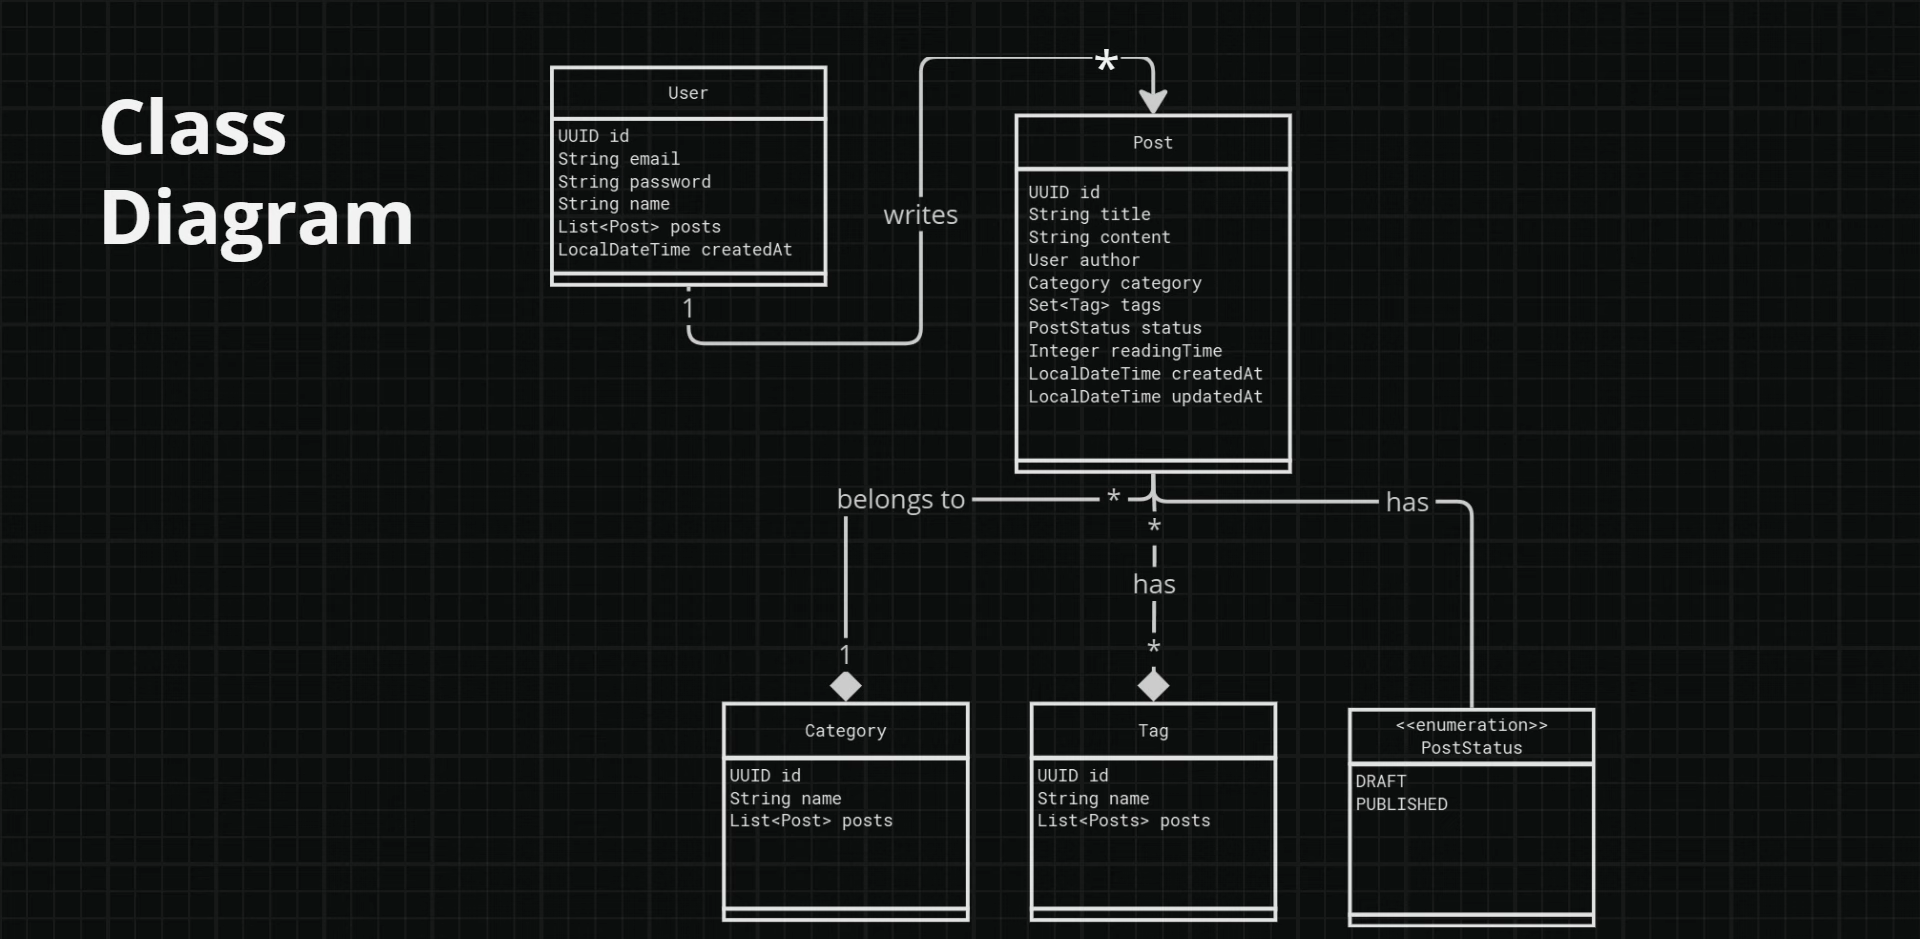 Class
Diagram
User
UUID id
String email
String password
String name
List<Post> posts
LocalDateTime createdAt
1
writes
*
Post
UUID id
String title
String content
User author
Category category
Set<Tag> tags
PostStatus status
Integer readingTime
LocalDateTime createdAt
LocalDateTime updatedAt
belongs to
*
1
*
has
*
has
Category
UUID id
String name
List<Post> posts
Tag
UUID id
String name
List<Posts> posts
<<enumeration>>
PostStatus
DRAFT
PUBLISHED